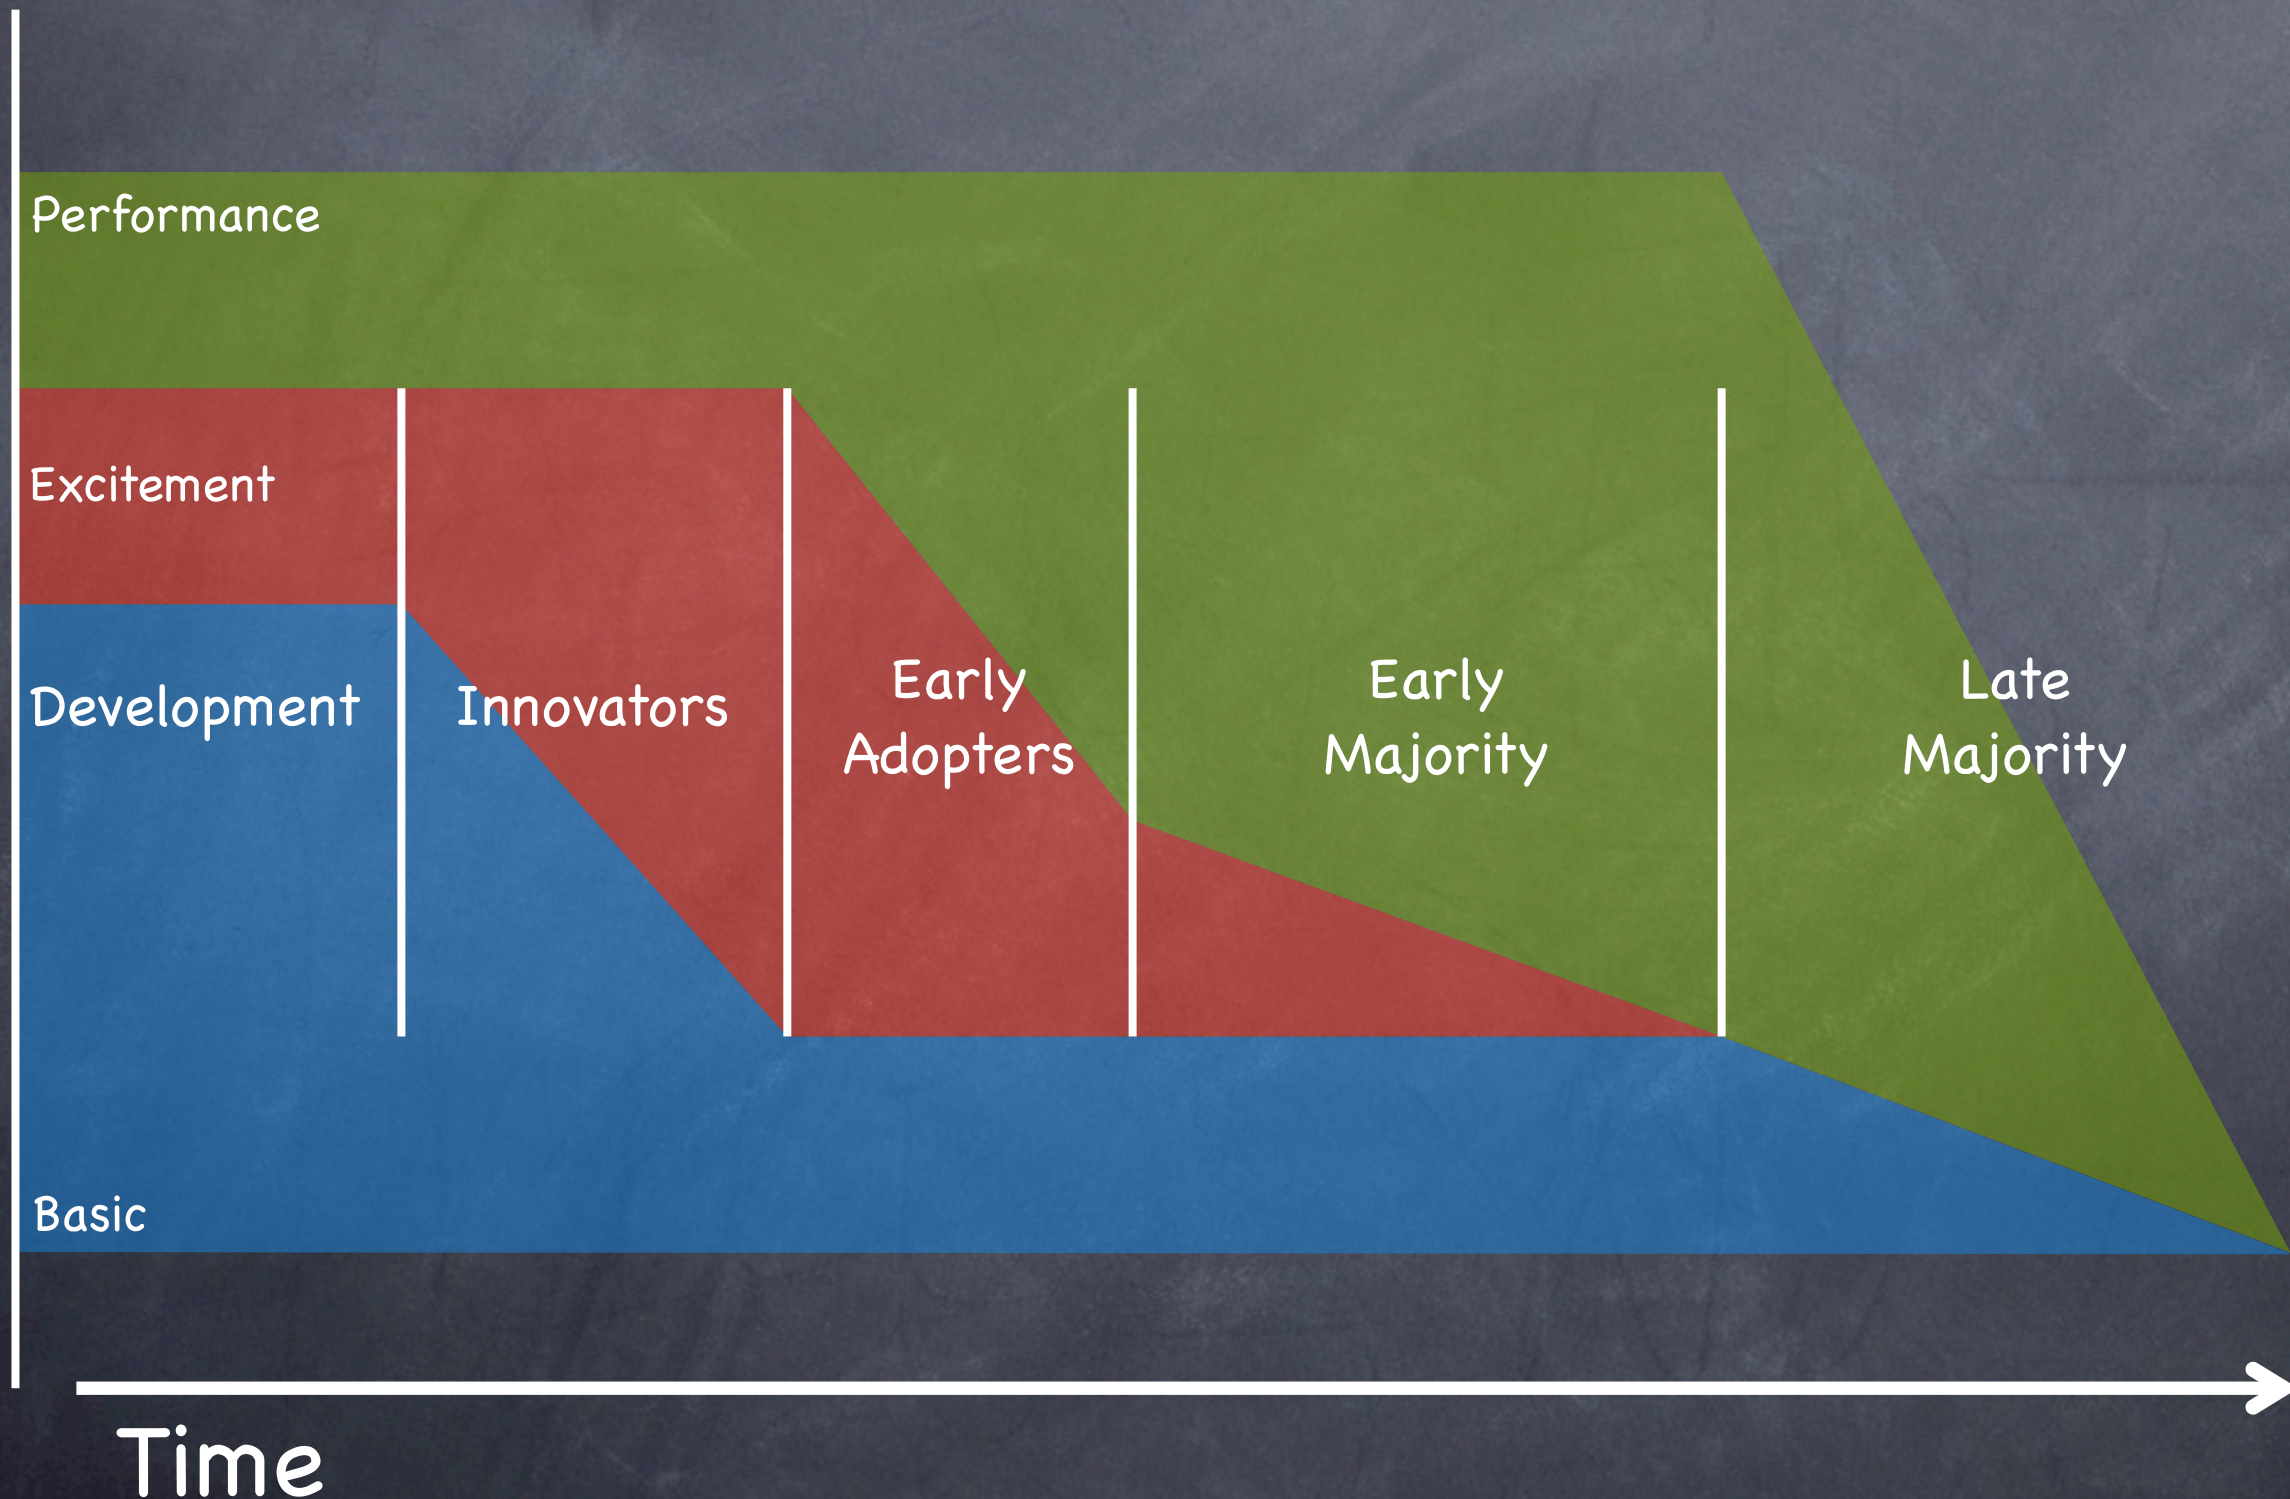 Performance
Excitement
Development
Innovators
Early
Adopters
Early
Majority
Late
Majority
Basic
Time